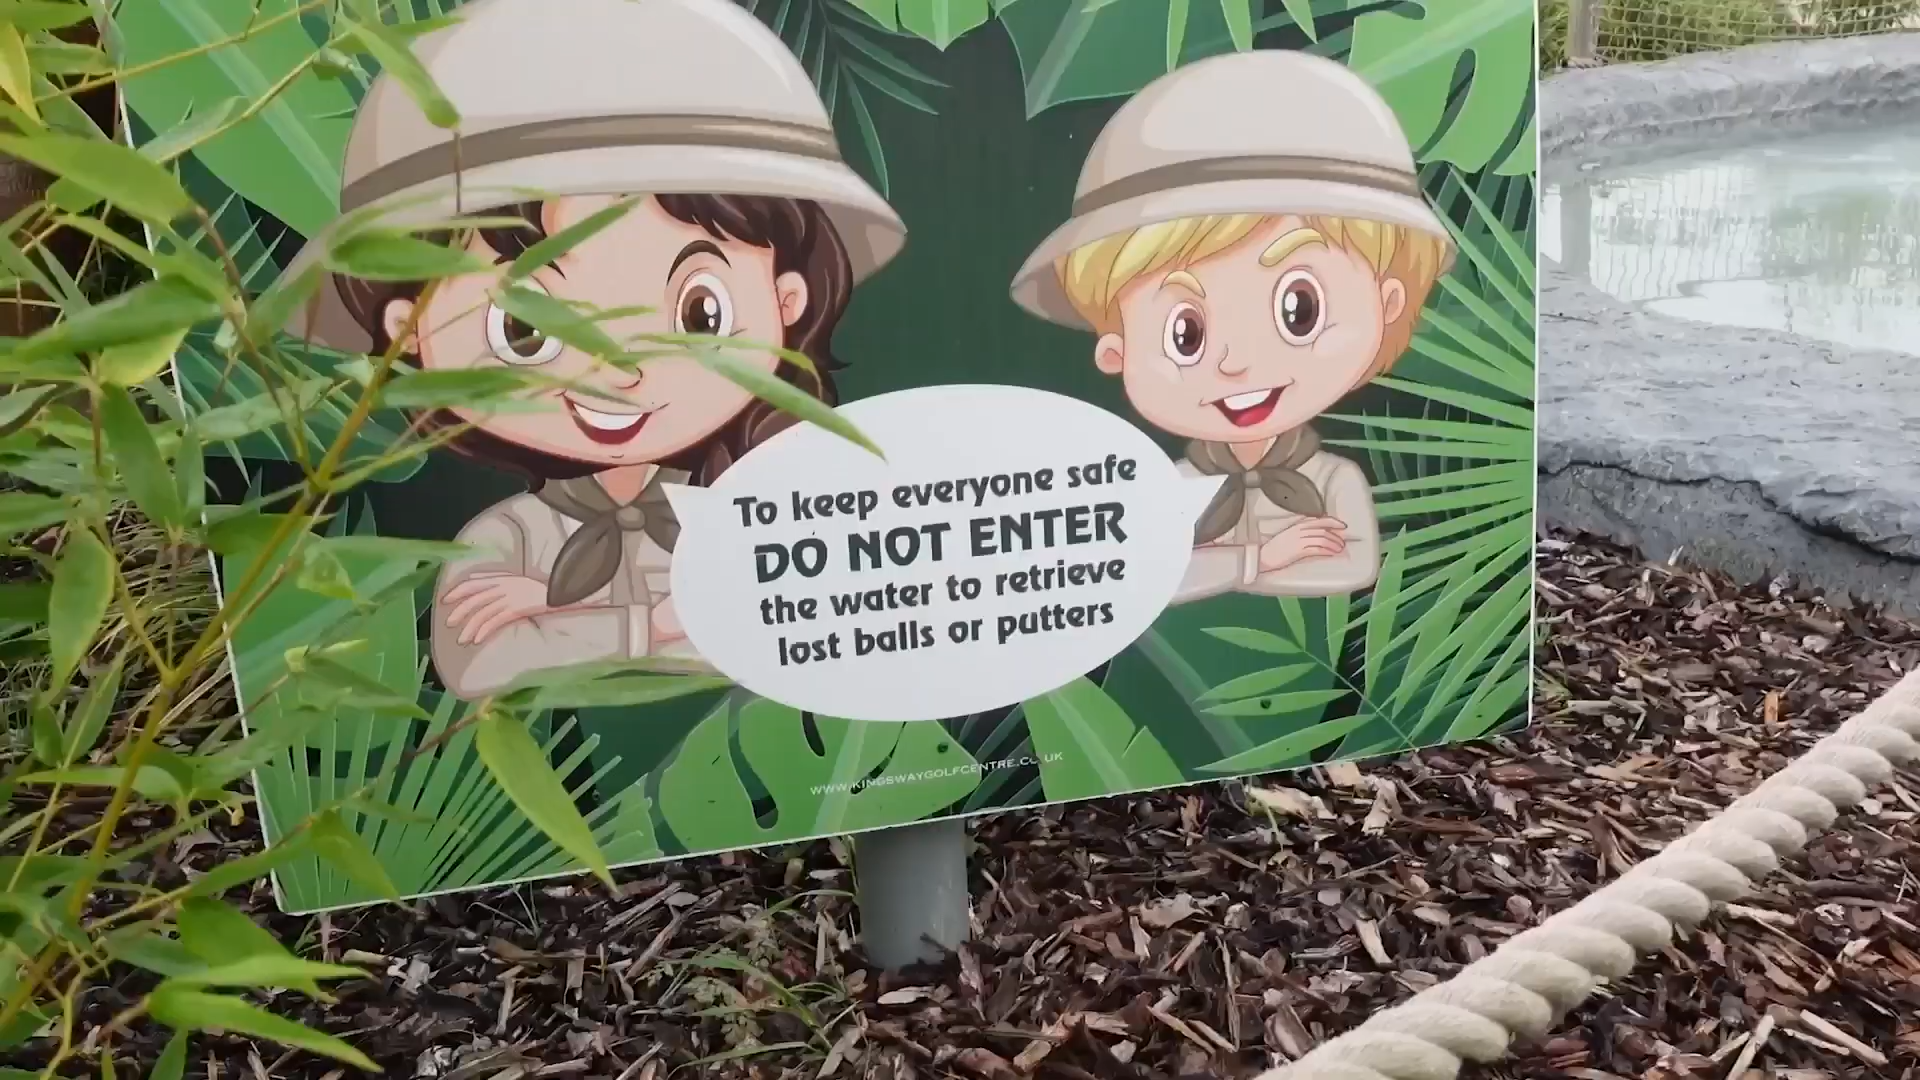 To keep everyone safe
DO NOT ENTER
the water to retrieve
lost balls or putters
WWW.KINGSWAYGOLFCENTRE.CO.UK